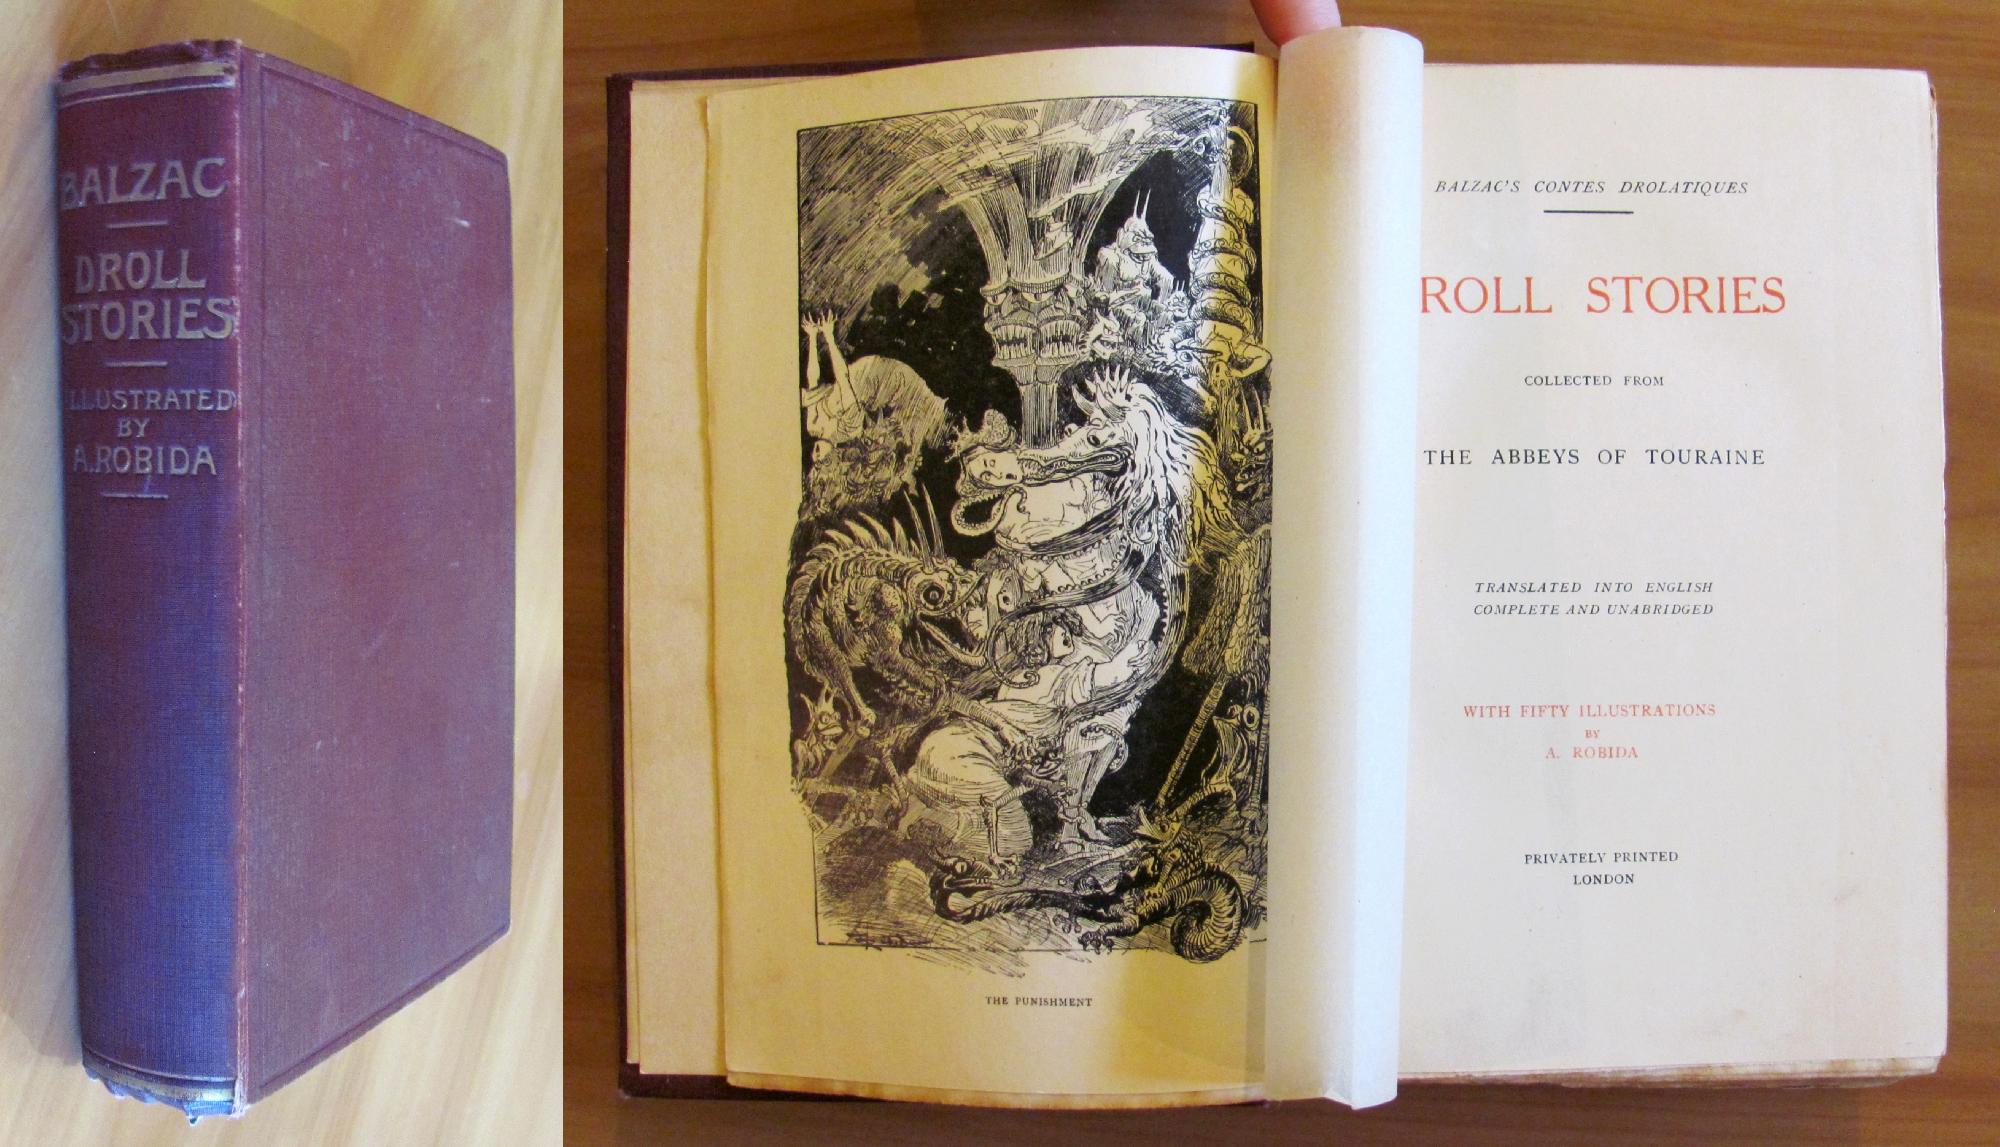 BALZAC
DROLL
STORIES
ILLUSTRATED
BY
A. ROBIDA
THE PUNISHMENT
BALZAC'S CONTES DROLATIQUES
ROLL STORIES
COLLECTED FROM
THE ABBEYS OF TOURAINE
TRANSLATED INTO ENGLISH
COMPLETE AND UNABRIDGED
WITH FIFTY ILLUSTRATIONS
BY
A. ROBIDA
PRIVATELY PRINTED
LONDON